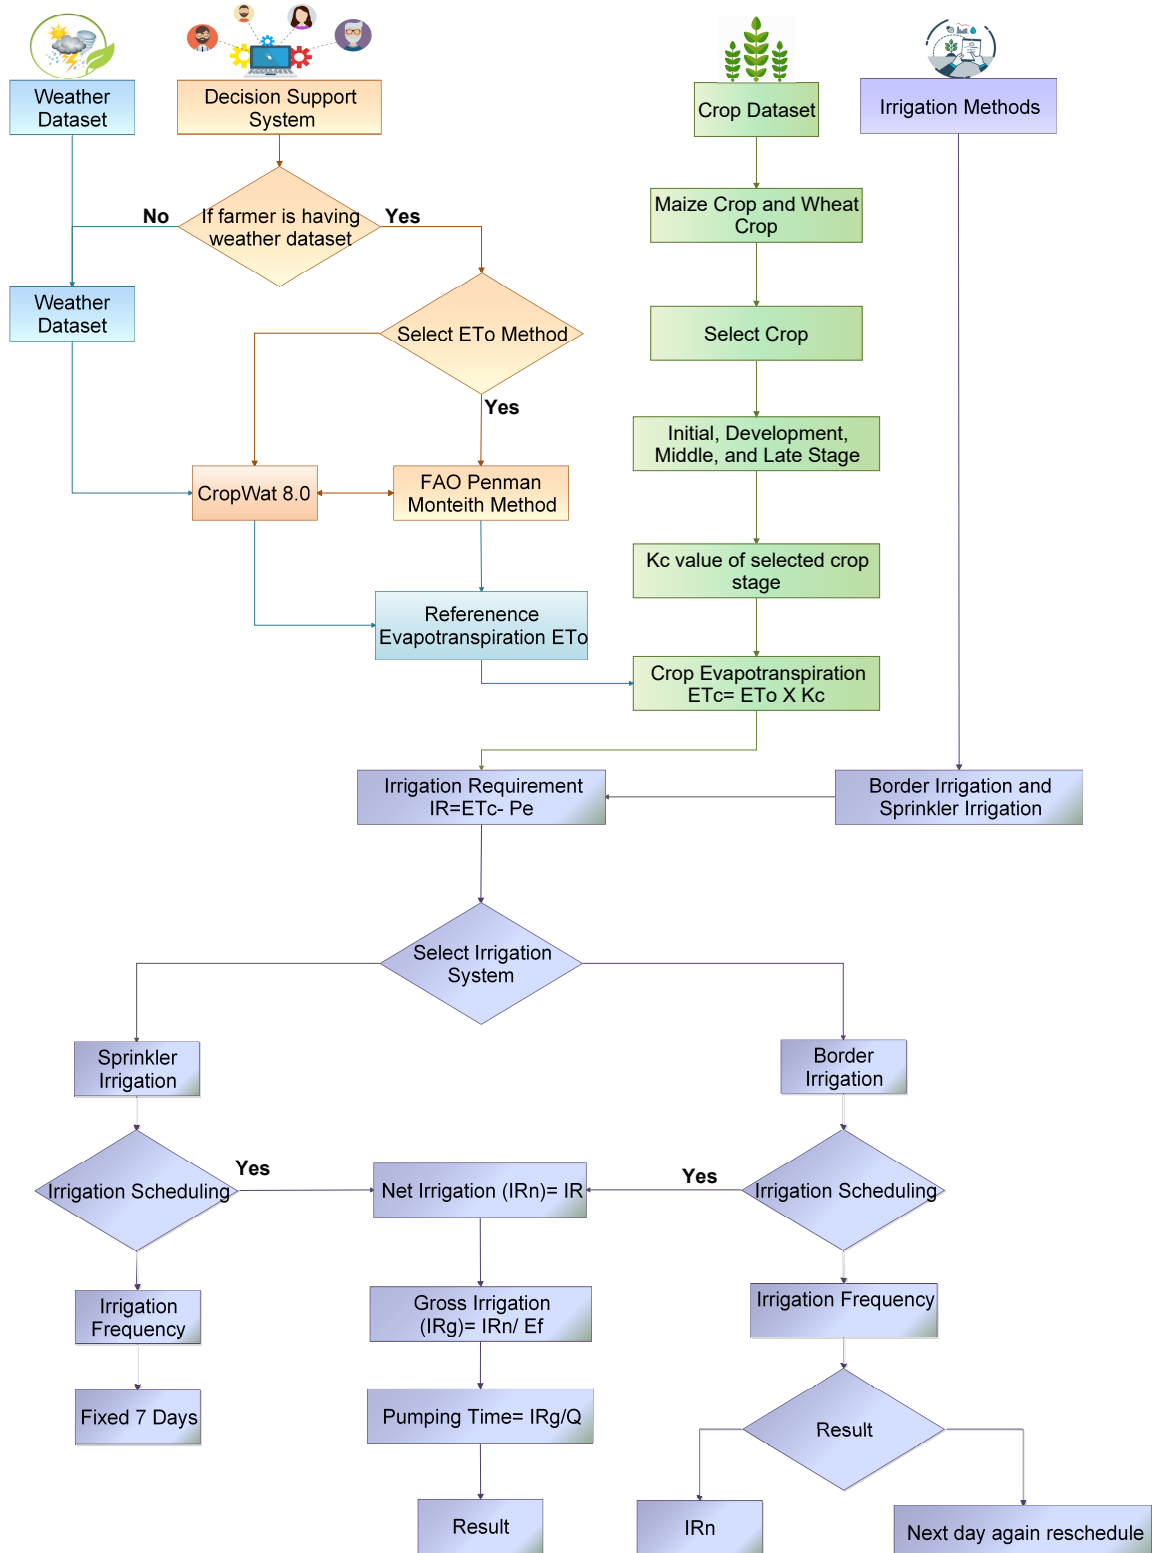 Weather
Dataset
Decision Support
System
Crop Dataset
Irrigation Methods
Maize Crop and Wheat
Crop
No
If farmer is having
weather dataset
Yes
Weather
Dataset
Select ETo Method
Select Crop
Yes
Initial, Development,
Middle, and Late Stage
CropWat 8.0
FAO Penman
Monteith Method
Kc value of selected crop
stage
Referenence
Evapotranspiration ETo
Crop Evapotranspiration
ETc= ETo X Kc
Irrigation Requirement
IR=ETc- Pe
Border Irrigation and
Sprinkler Irrigation
Select Irrigation
System
Sprinkler
Irrigation
Border
Irrigation
Irrigation Scheduling
Yes
Net Irrigation (IRn)= IR
Yes
Irrigation Scheduling
Irrigation
Frequency
Gross Irrigation
(IRg)= IRn/ Ef
Irrigation Frequency
Fixed 7 Days
Pumping Time= IRg/Q
Result
Result
IRn
Next day again reschedule